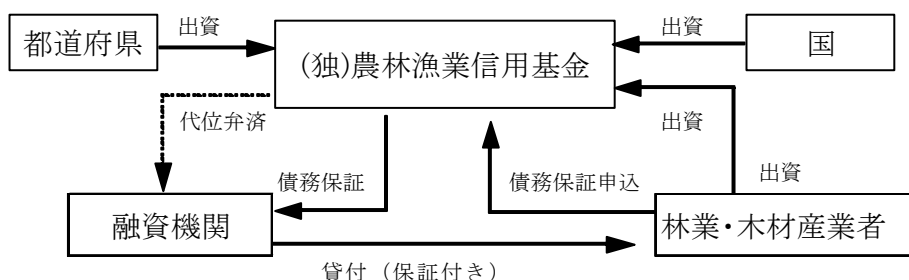 出資
出資
都道府県
国
(独)農林漁業信用基金
代位弁済
出資
債務保証
債務保証申込
出資
融資機関
林業・木材産業者
貸付（保証付き）